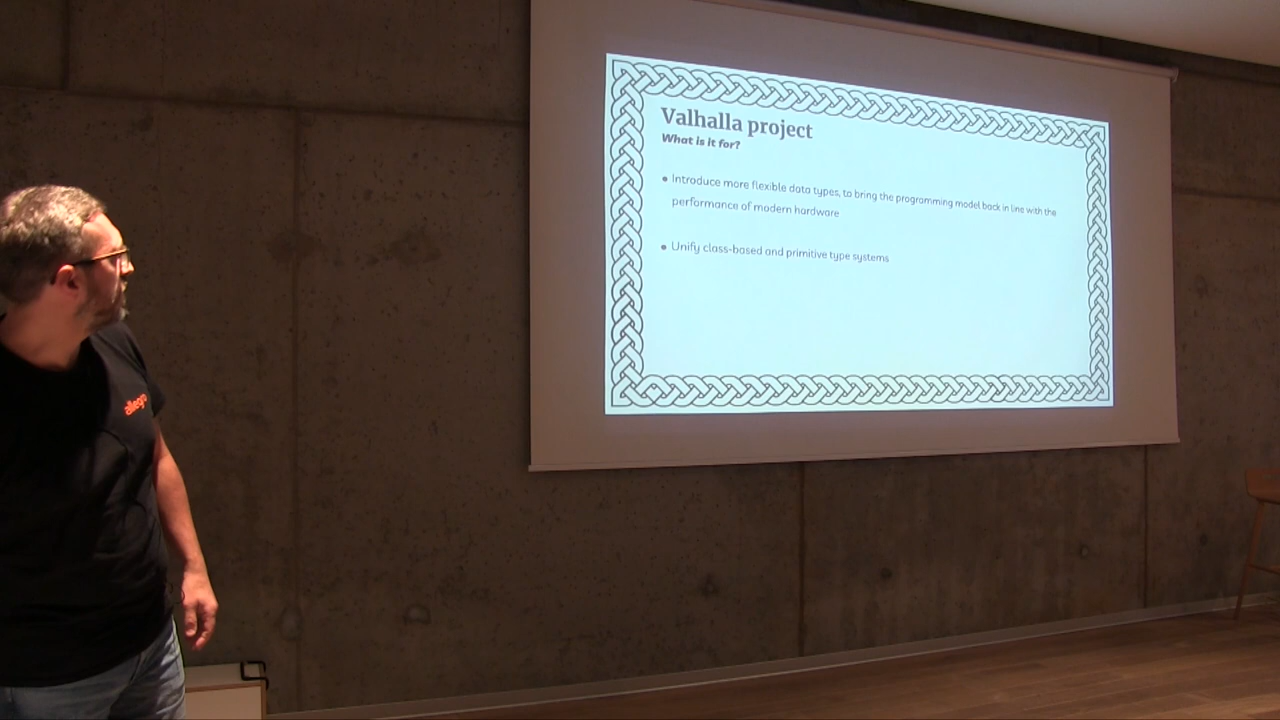 Valhalla project
What is it for?
• Introduce more flexible data types, to bring the programming model back in line with the
performance of modern hardware
• Unify class-based and primitive type systems
allegro